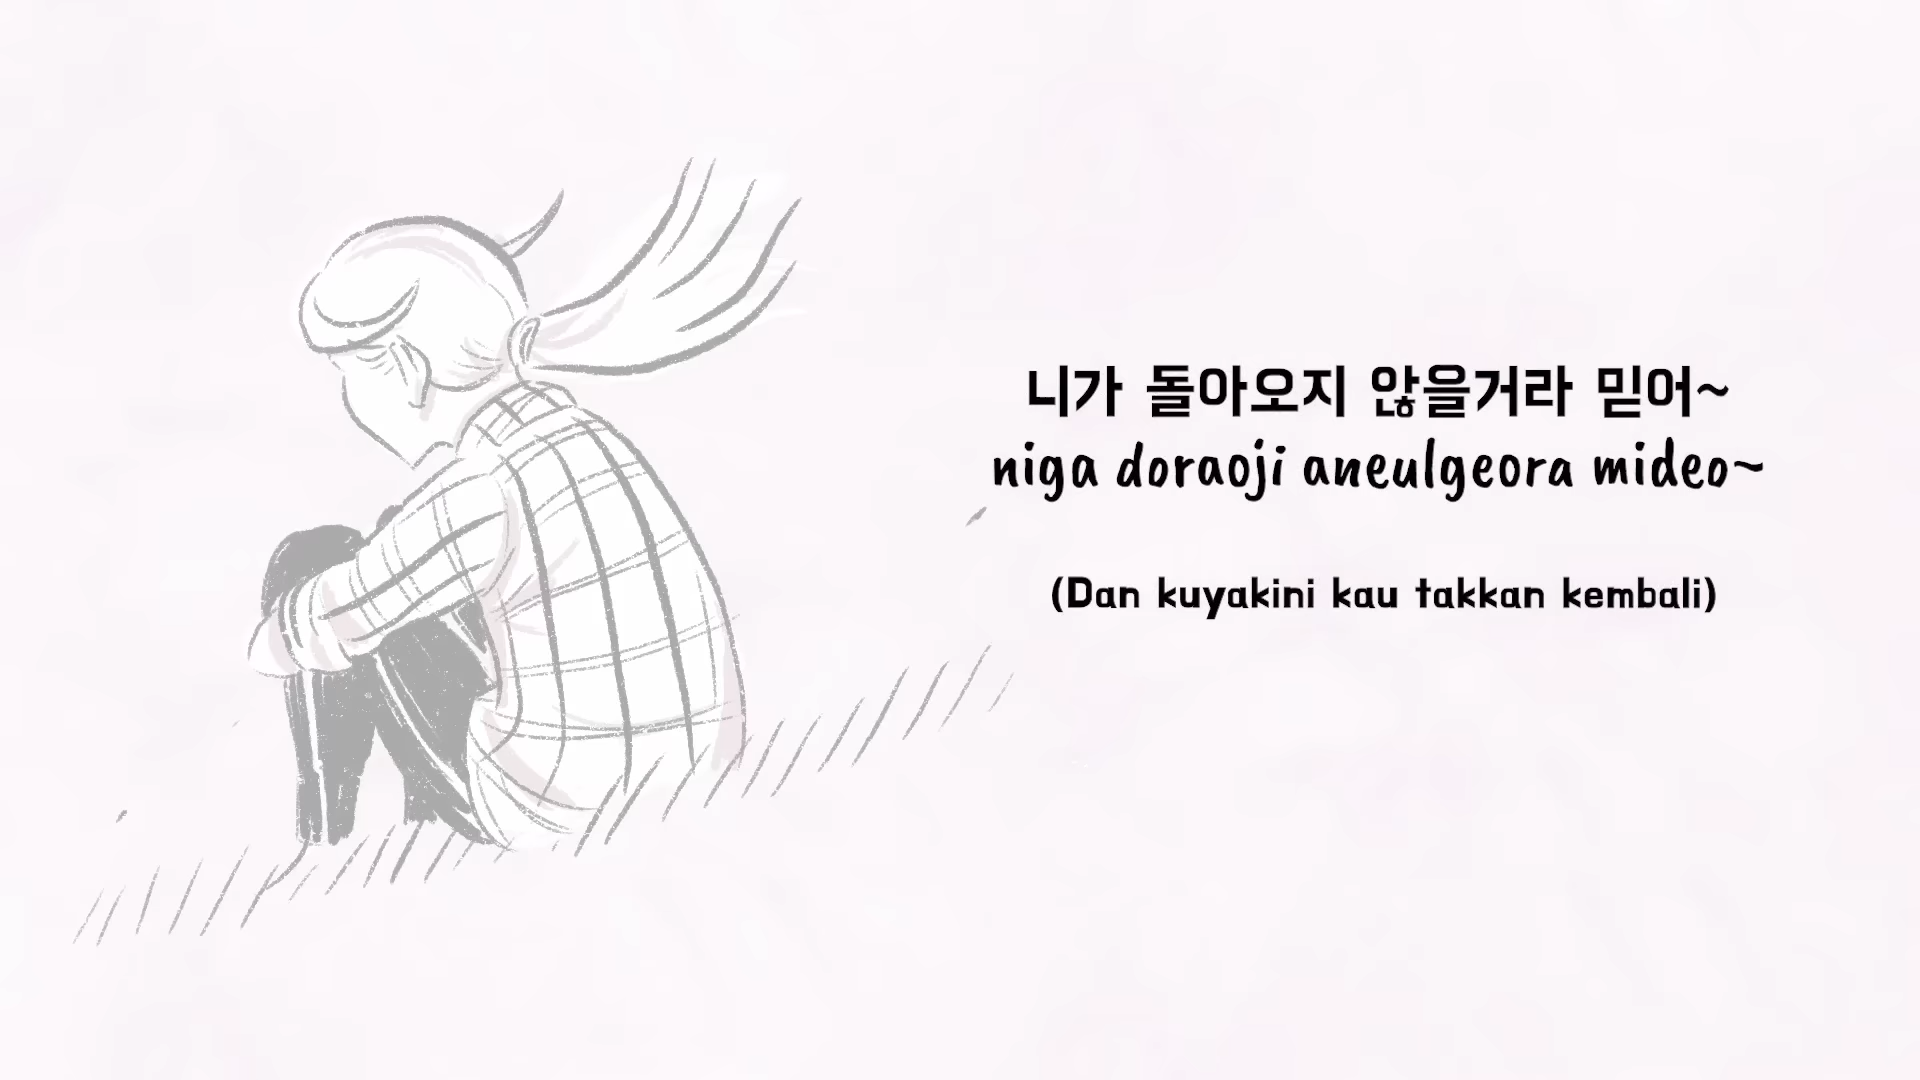 니가 돌아오지 않을거라 믿어~
niga doraoji aneulgeora mideo~
(Dan kuyakini kau takkan kembali)